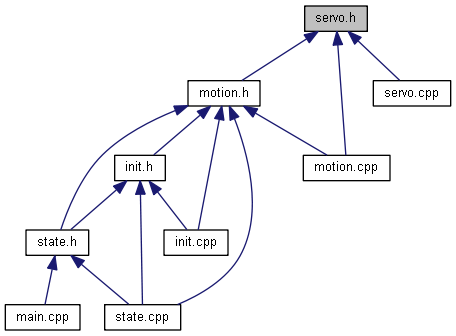 servo.h
motion.h
servo.cpp
init.h
motion.cpp
state.h
init.cpp
main.cpp
state.cpp